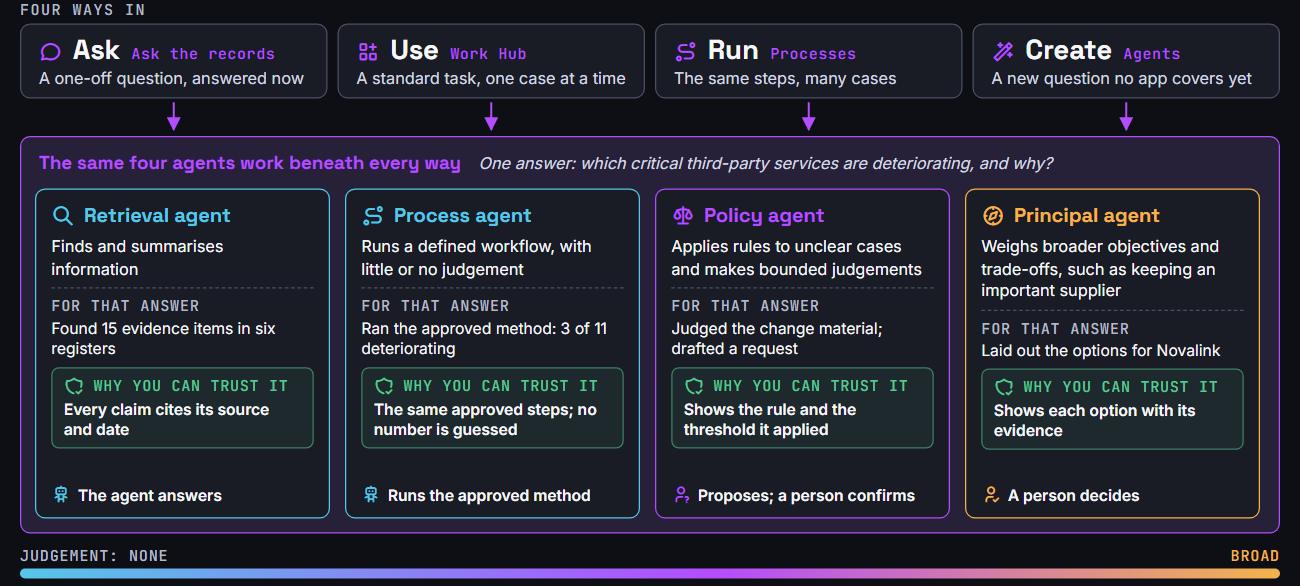 FOUR WAYS IN
Ask Ask the records
A one-off question, answered now
Use Work Hub
A standard task, one case at a time
Run Processes
The same steps, many cases
Create Agents
A new question no app covers yet
The same four agents work beneath every way One answer: which critical third-party services are deteriorating, and why?
Retrieval agent
Finds and summarises
information
FOR THAT ANSWER
Found 15 evidence items in six
registers
WHY YOU CAN TRUST IT
Every claim cites its source
and date
The agent answers
Process agent
Runs a defined workflow, with
little or no judgement
FOR THAT ANSWER
Ran the approved method: 3 of 11
deteriorating
WHY YOU CAN TRUST IT
The same approved steps; no
number is guessed
Runs the approved method
Policy agent
Applies rules to unclear cases
and makes bounded judgements
FOR THAT ANSWER
Judged the change material;
drafted a request
WHY YOU CAN TRUST IT
Shows the rule and the
threshold it applied
Proposes; a person confirms
Principal agent
Weighs broader objectives and
trade-offs, such as keeping an
important supplier
FOR THAT ANSWER
Laid out the options for Novalink
WHY YOU CAN TRUST IT
Shows each option with its
evidence
A person decides
JUDGEMENT: NONE
BROAD